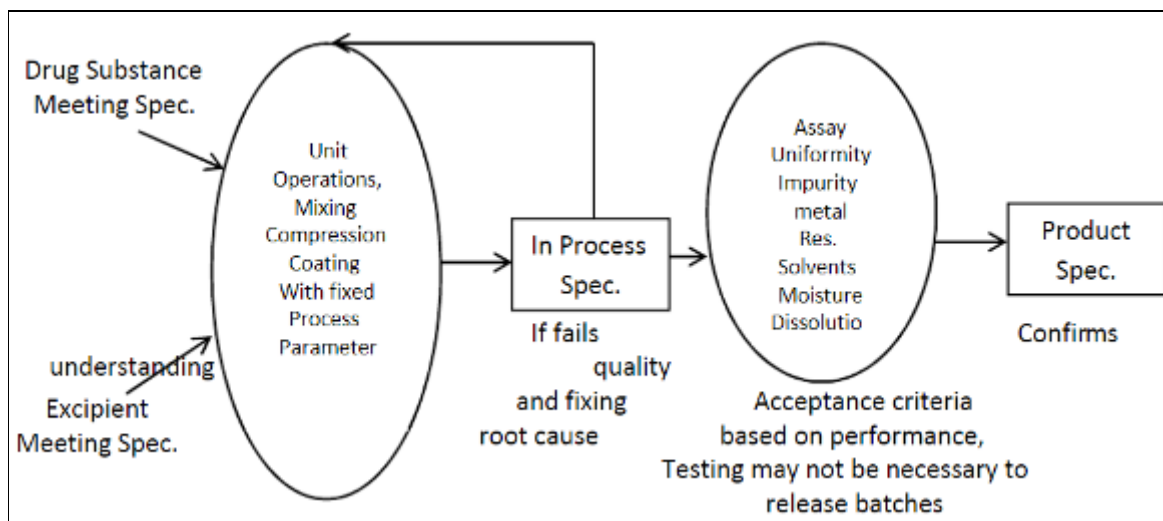 Drug Substance
Meeting Spec.
Unit
Operations,
Mixing
Compression
Coating
With fixed
Process
Parameter
understanding
Excipient
Meeting Spec.
In Process
Spec.
If fails
quality
and fixing
root cause
Assay
Uniformity
Impurity
metal
Res.
Solvents
Moisture
Dissolutio
Acceptance criteria
based on performance,
Testing may not be necessary to
release batches
Product
Spec.
Confirms